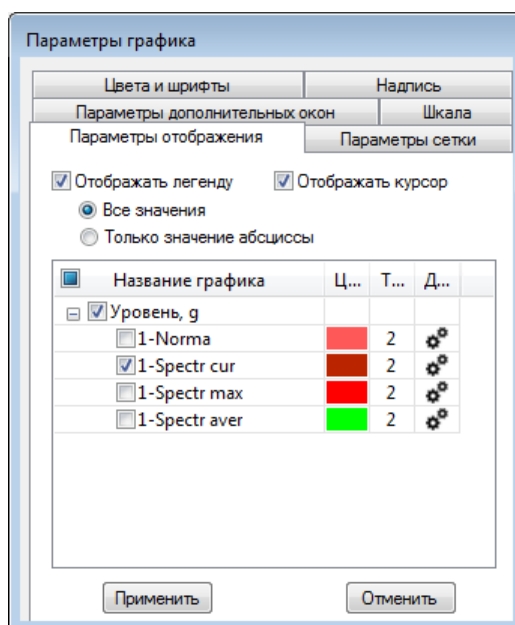 Параметры графика
Цвета и шрифты Надпись
Параметры дополнительных окон Шкала
Параметры отображения Параметры сетки
Отображать легенду Отображать курсор
Все значения
Только значение абсциссы
Название графика Ц... Т... Д...
Уровень, g
1-Norma 2
1-Spectr cur 2
1-Spectr max 2
1-Spectr aver 2
Применить Отменить